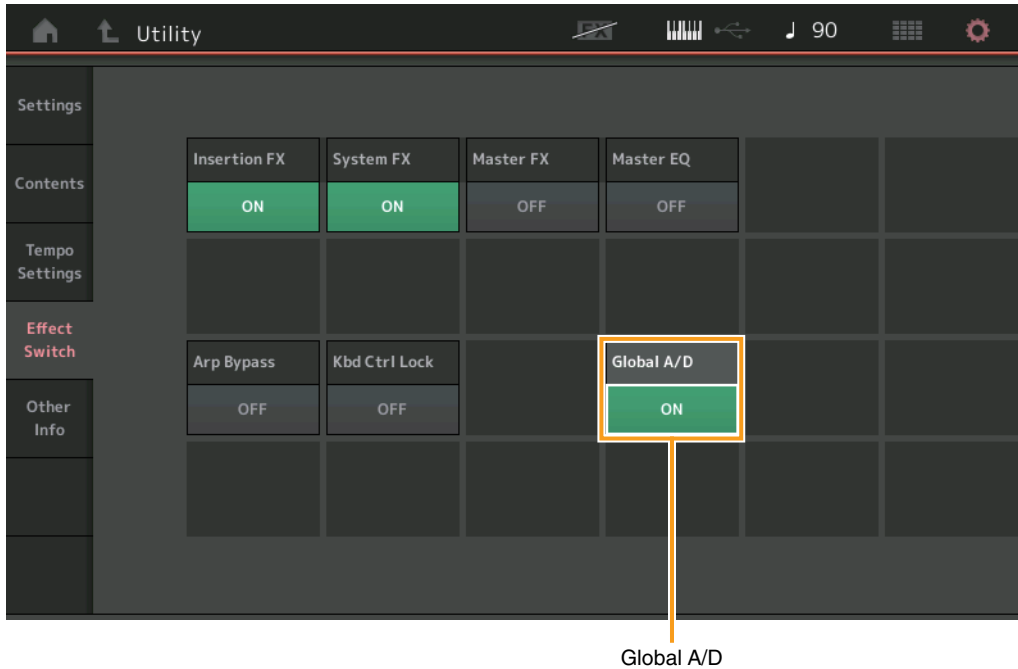 Utility
90
Settings
Contents
Tempo
Settings
Effect
Switch
Other
Info
Insertion FX
System FX
Master FX
Master EQ
ON
ON
OFF
OFF
Arp Bypass
Kbd Ctrl Lock
Global A/D
OFF
OFF
ON
FX
Global A/D